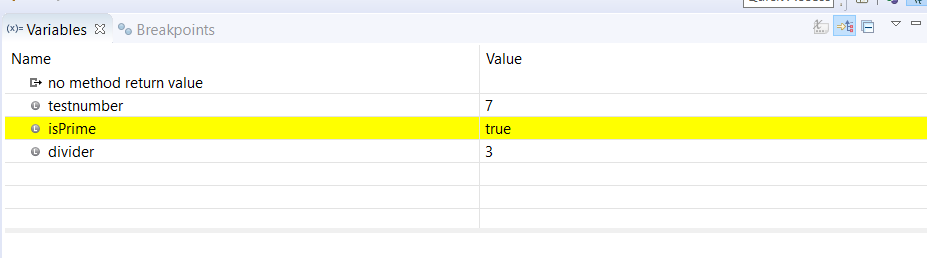 (x)= Variables
Breakpoints
Name Value
no method return value
testnumber 7
isPrime true
divider 3